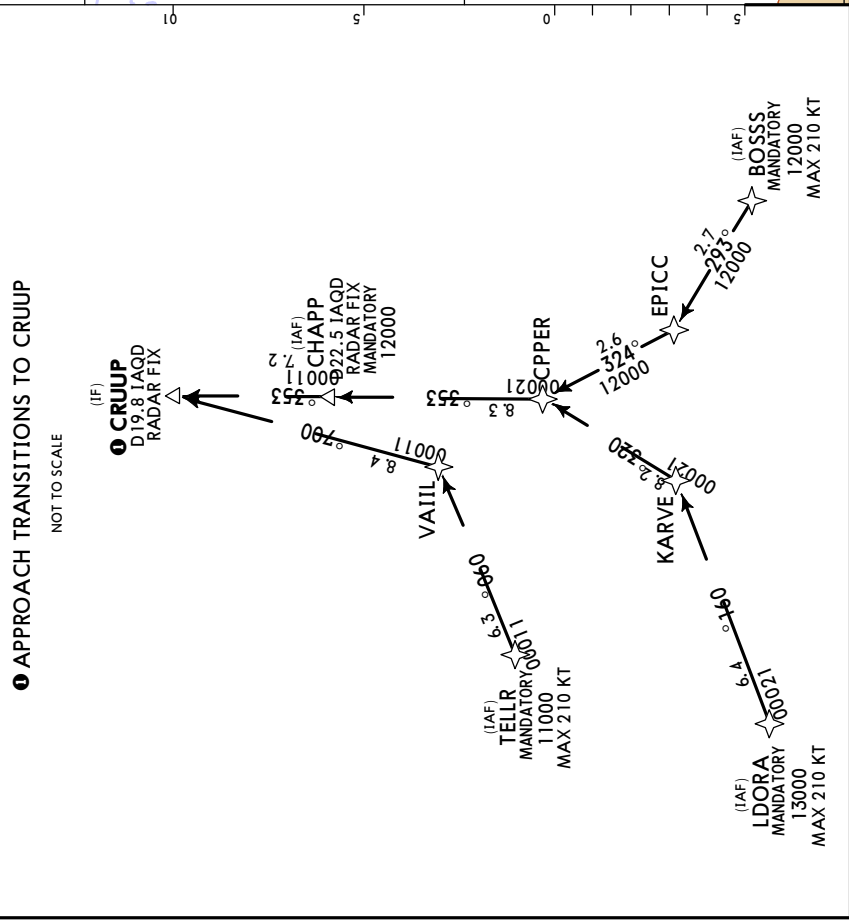 ❶ APPROACH TRANSITIONS TO CRUUP
NOT TO SCALE
(IF)
❶ CRUUP
D19.8 IAQD
RADAR FIX
007°
8.4
11000
353°
7.2
11000
(IAF)
CHAPP
D22.5 IAQD
RADAR FIX
MANDATORY
12000
VAIIL
060°
6.3
11000
(IAF)
TELLR
MANDATORY
11000
MAX 210 KT
353°
8.3
12000
CPPER
2.6
324°
12000
EPICC
2.7
293°
12000
(IAF)
BOSSS
MANDATORY
12000
MAX 210 KT
023°
8.2
12000
KARVE
061°
6.4
12000
(IAF)
LDORA
MANDATORY
13000
MAX 210 KT
10
5
0
5